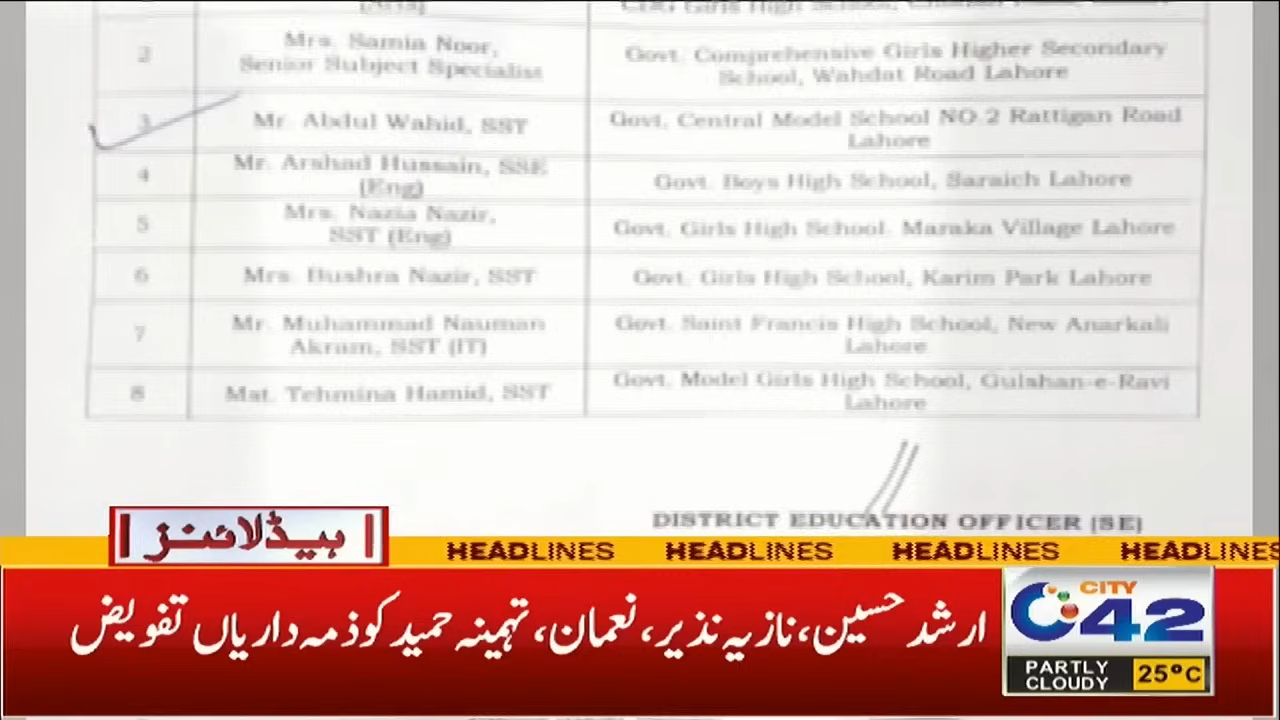 2
Mrs. Samia Noor,
Senior Subject Specialist
Govt. Comprehensive Girls Higher Secondary
School, Wahdat Road Lahore
3
Mr. Abdul Wahid, SST
Govt. Central Model School NO.2 Rattigan Road
Lahore
4
Mr. Arshad Hussain, SSE
(Eng)
Govt. Boys High School, Saraich Lahore
5
Mrs. Nazia Nazir,
SST (Eng)
Govt. Girls High School. Maraka Village Lahore
6
Mrs. Bushra Nazir, SST
Govt. Girls High School, Karim Park Lahore
7
Mr. Muhammad Nauman
Akram, SST (IT)
Govt. Saint Francis High School, New Anarkali
Lahore
8
Mst. Tehmina Hamid, SST
Govt. Model Girls High School, Gulshan-e-Ravi
Lahore
DISTRICT EDUCATION OFFICER (SE)
ہیڈلائنز
HEADLINES HEADLINES HEADLINES HEADLINES
ارشد حسین، نازیہ نذیر، نعمان، تہمینہ حمید کو ذمہ داریاں تفویض
CITY
42
PARTLY
CLOUDY
25°C